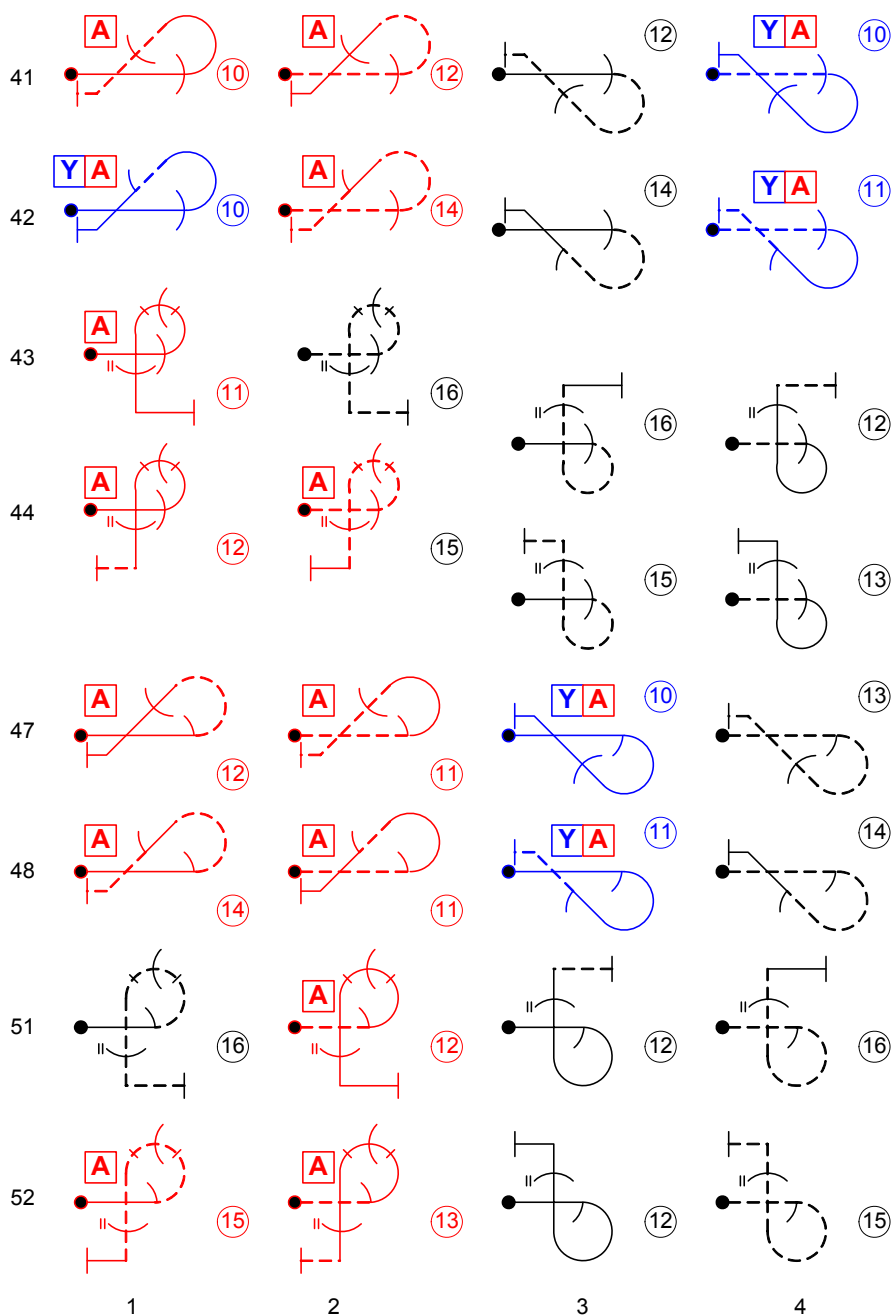 A A 12 Y A 10
41 10 12
Y A A 14 Y A 11
42 10 14
A
43 11 16 16 12
A A
44 12 15 15 13
A A Y A 10 13
47 12 11
A A Y A 11 14
48 14 11
A
51 16 12 12 16
A A
52 15 13 12 15
1 2 3 4